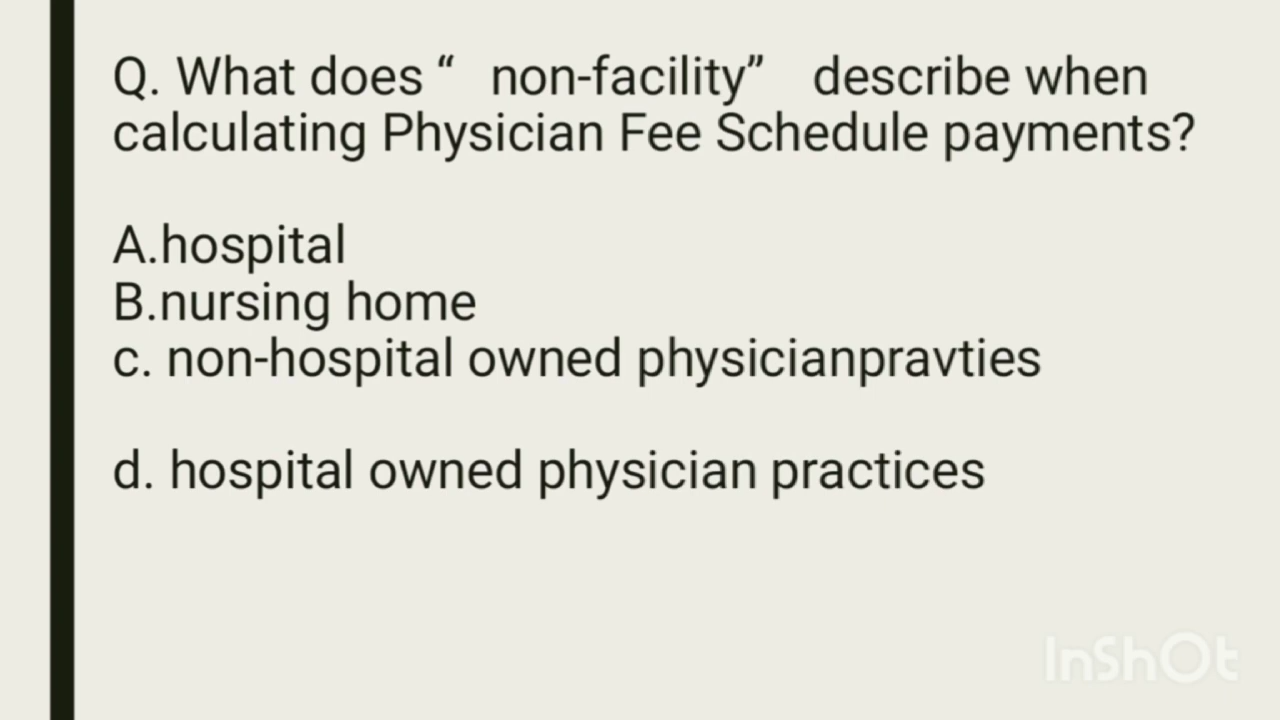 Q. What does “ non-facility” describe when
calculating Physician Fee Schedule payments?
A.hospital
B.nursing home
c. non-hospital owned physicianpravties
d. hospital owned physician practices
InShOt